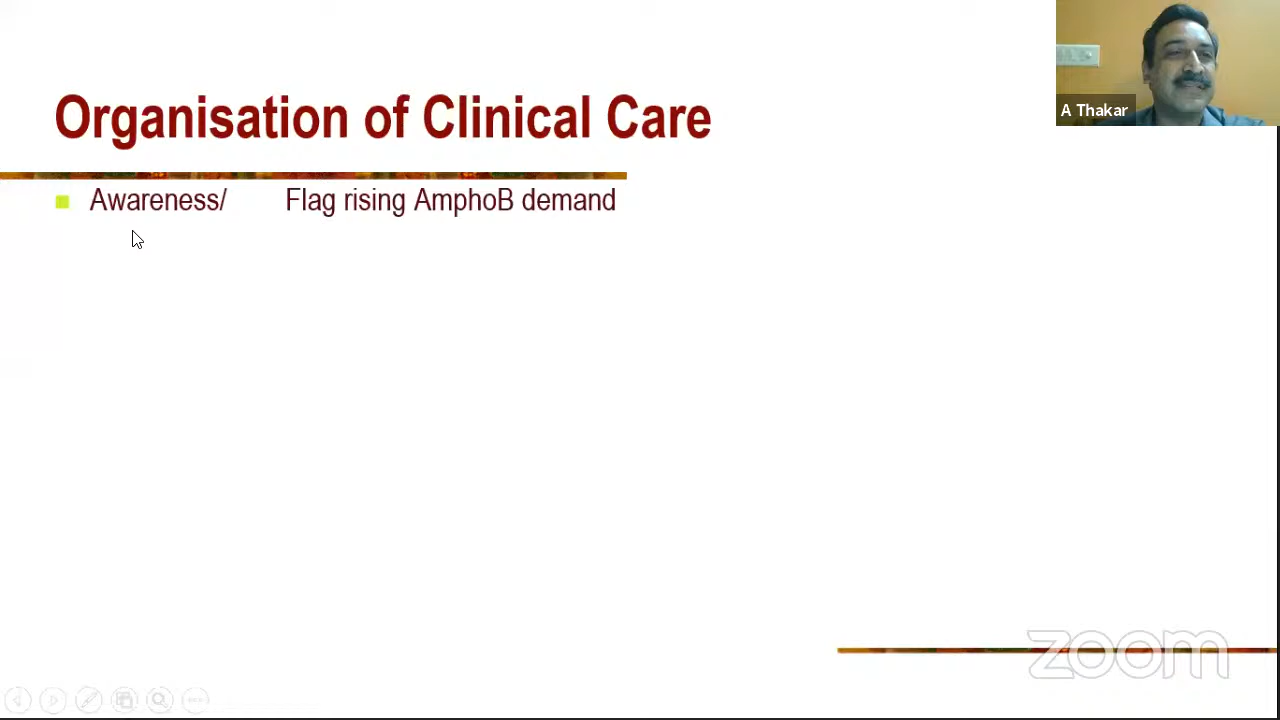 A Thakar
Organisation of Clinical Care
Awareness/ Flag rising AmphoB demand
zoom